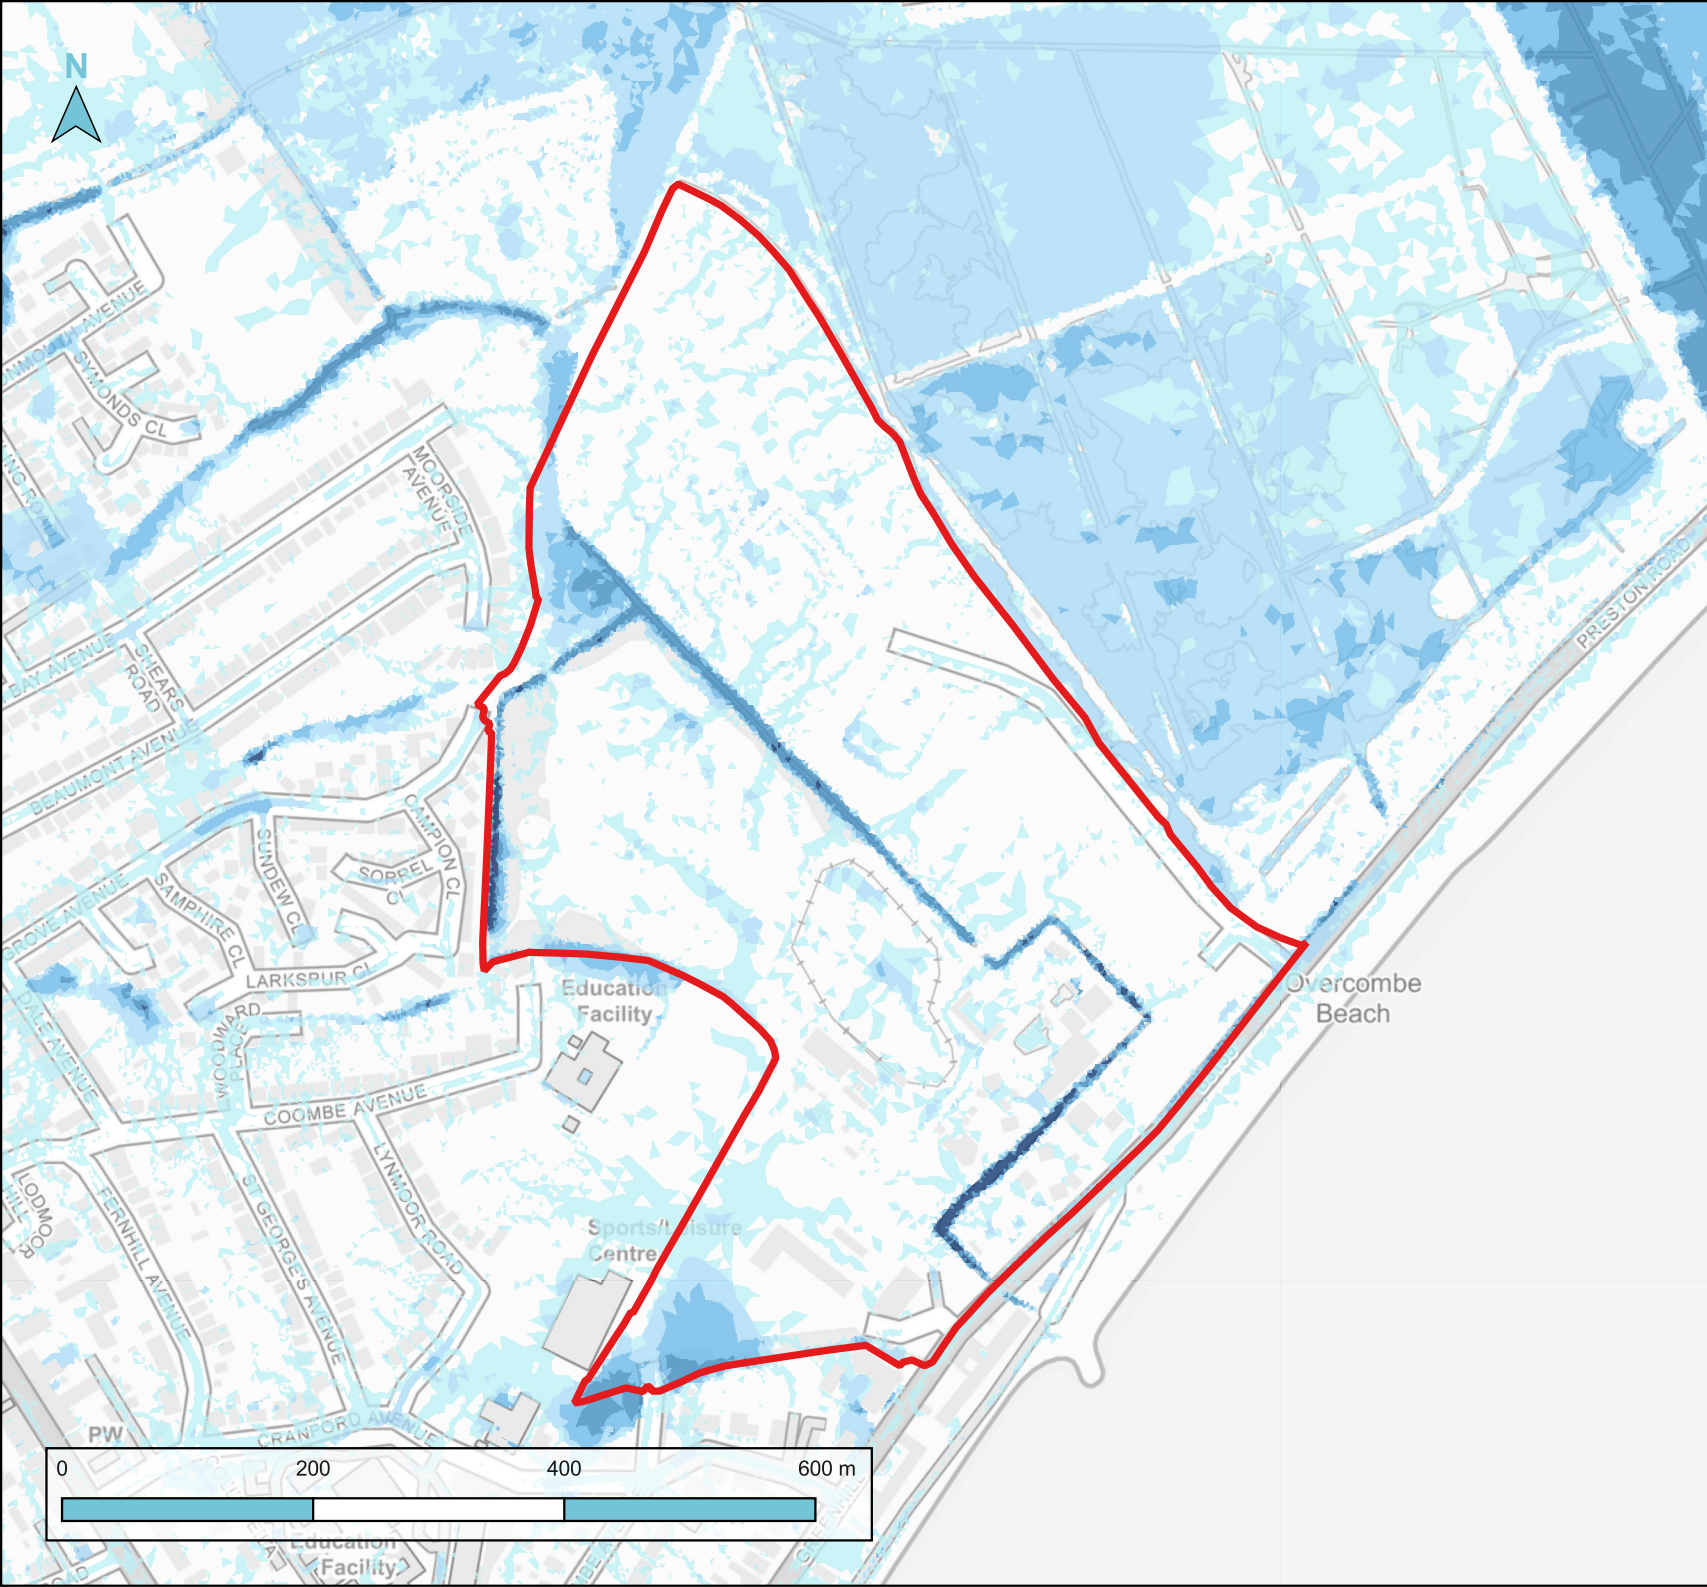 N
SYMONDS CL
MOORSIDE
AVENUE
BAY AVENUE
SHEARS
ROAD
BEAUMONT AVENUE
CAMPION CL
SUNDEW CL
SORREL
CL
SAMPHIRE CL
GROVE AVENUE
LARKSPUR CL
WOODWARD
PLACE
DALE AVENUE
COOMBE AVENUE
LYNMOOR ROAD
ST GEORGE'S AVENUE
FERNHILL AVENUE
LODMOOR
HILL
CRANFORD AVENUE
PW
Education
Facility
Sports/Leisure
Centre
PRESTON ROAD
Overcombe
Beach
0 200 400 600 m
Education
Facility